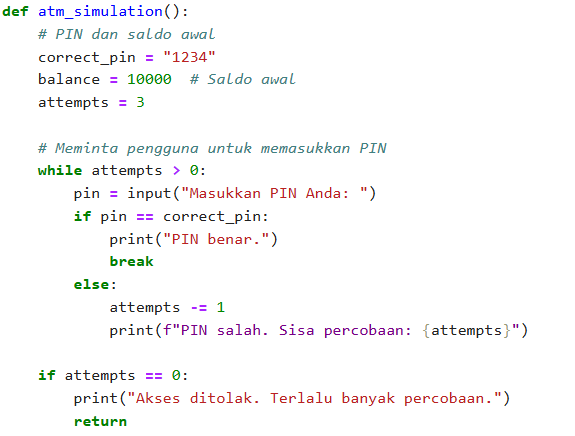 def atm_simulation():
    # PIN dan saldo awal
    correct_pin = "1234"
    balance = 10000  # Saldo awal
    attempts = 3

    # Meminta pengguna untuk memasukkan PIN
    while attempts > 0:
        pin = input("Masukkan PIN Anda: ")
        if pin == correct_pin:
            print("PIN benar.")
            break
        else:
            attempts -= 1
            print(f"PIN salah. Sisa percobaan: {attempts}")

    if attempts == 0:
        print("Akses ditolak. Terlalu banyak percobaan.")
        return